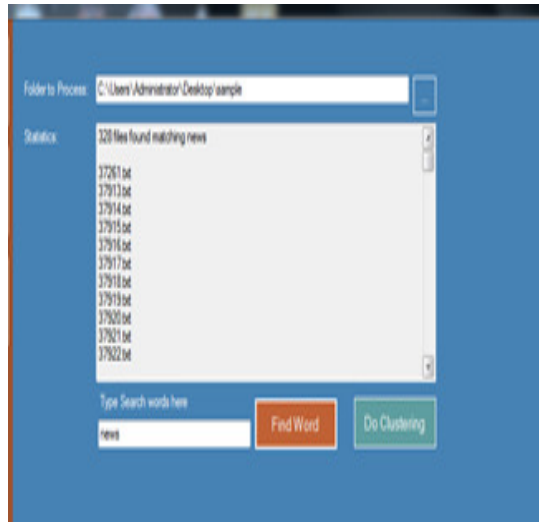 Folder to Process: C:\Users\Administrator\Desktop\sample ...
Statistics: 328 files found matching news
37261.txt
37913.txt
37914.txt
37915.txt
37916.txt
37917.txt
37918.txt
37919.txt
37920.txt
37921.txt
37922.txt
Type Search words here
news
Find Word
Do Clustering